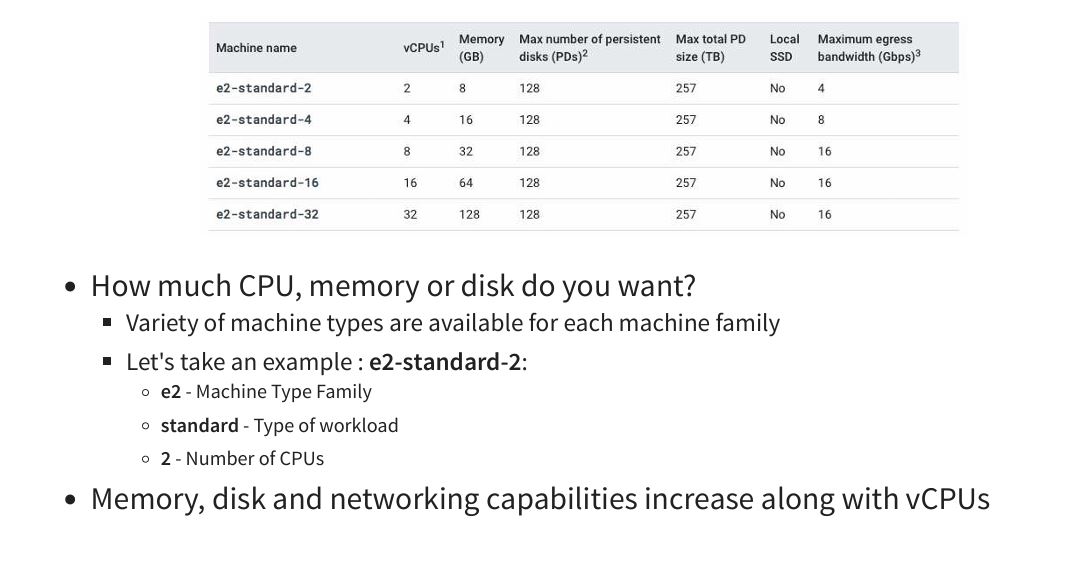 Machine name vCPUs¹ Memory (GB) Max number of persistent disks (PDs)² Max total PD size (TB) Local SSD Maximum egress bandwidth (Gbps)³
e2-standard-2 2 8 128 257 No 4
e2-standard-4 4 16 128 257 No 8
e2-standard-8 8 32 128 257 No 16
e2-standard-16 16 64 128 257 No 16
e2-standard-32 32 128 128 257 No 16
• How much CPU, memory or disk do you want?
▪ Variety of machine types are available for each machine family
▪ Let's take an example : e2-standard-2:
◦ e2 - Machine Type Family
◦ standard - Type of workload
◦ 2 - Number of CPUs
• Memory, disk and networking capabilities increase along with vCPUs